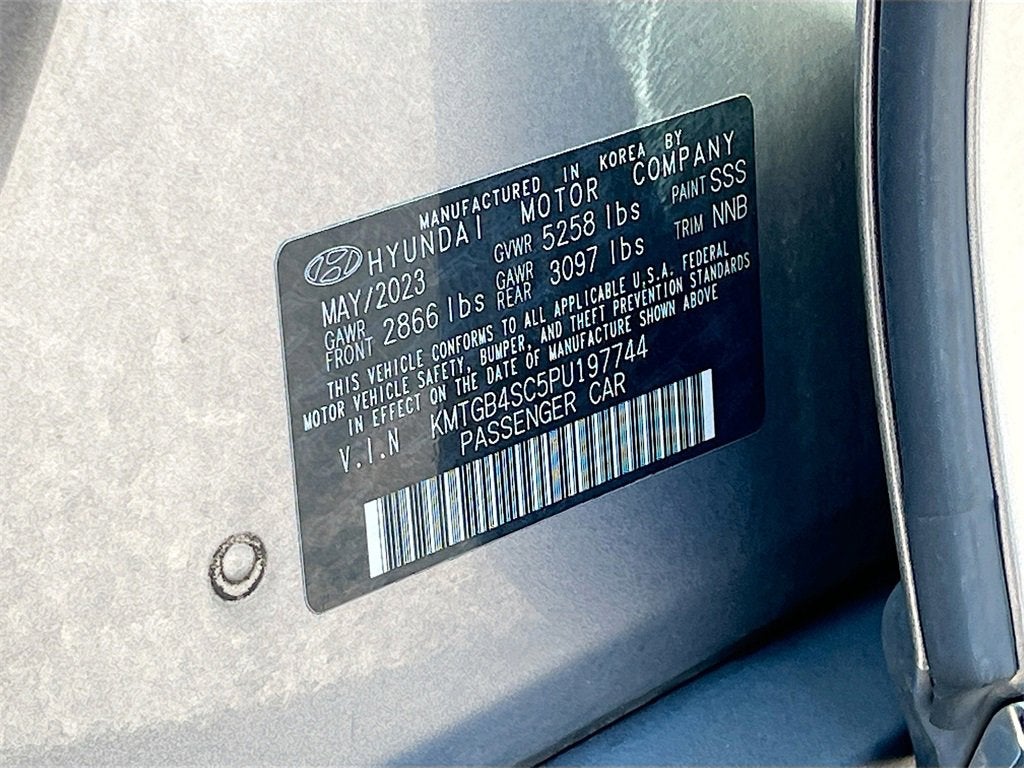 MANUFACTURED IN KOREA BY
HYUNDAI MOTOR COMPANY
MAY/2023 GVWR 5258 lbs PAINT SSS
GAWR FRONT 2866 lbs GAWR REAR 3097 lbs TRIM NNB
THIS VEHICLE CONFORMS TO ALL APPLICABLE U.S.A. FEDERAL
MOTOR VEHICLE SAFETY, BUMPER, AND THEFT PREVENTION STANDARDS
IN EFFECT ON THE DATE OF MANUFACTURE SHOWN ABOVE
V.I.N KMTGB4SC5PU197744
PASSENGER CAR